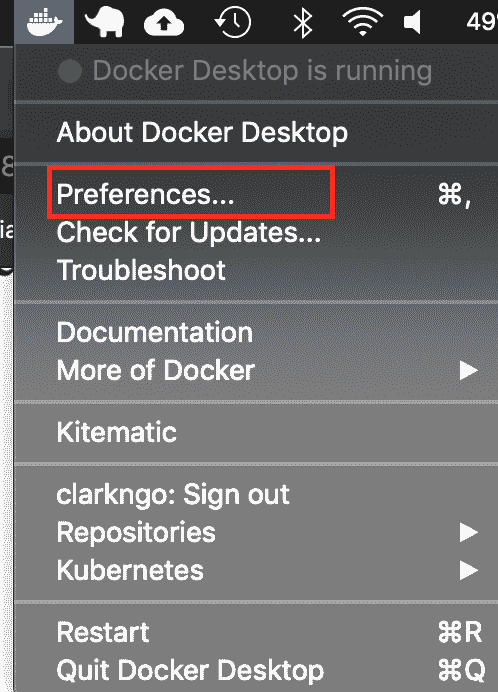 49
Docker Desktop is running
About Docker Desktop
Preferences... ⌘,
Check for Updates...
Troubleshoot
Documentation
More of Docker
Kitematic
clarkngo: Sign out
Repositories
Kubernetes
Restart ⌘R
Quit Docker Desktop ⌘Q